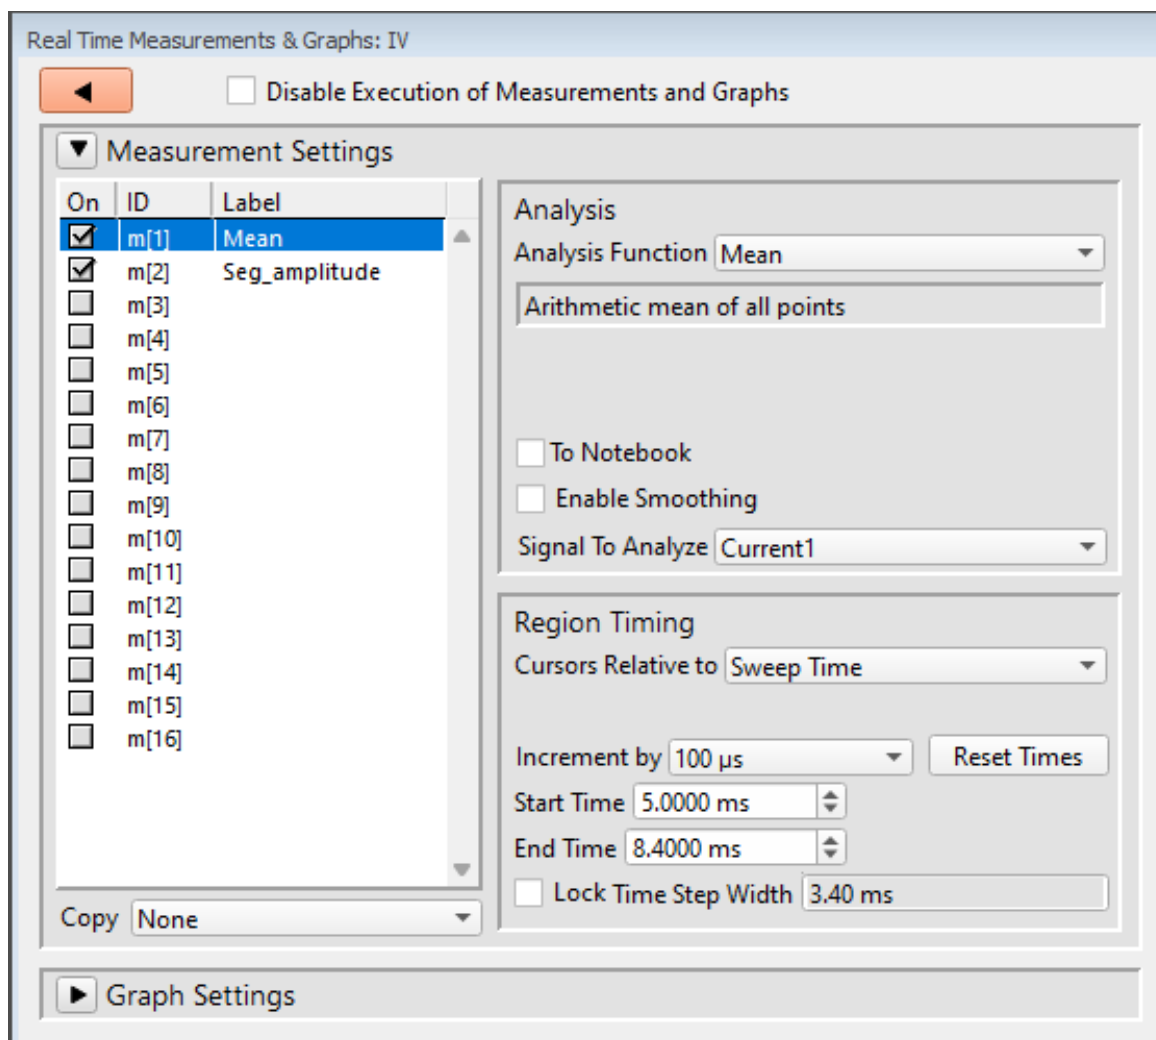 Real Time Measurements & Graphs: IV
Disable Execution of Measurements and Graphs
Measurement Settings
On ID Label
m[1] Mean
m[2] Seg_amplitude
m[3]
m[4]
m[5]
m[6]
m[7]
m[8]
m[9]
m[10]
m[11]
m[12]
m[13]
m[14]
m[15]
m[16]
Copy None
Analysis
Analysis Function Mean
Arithmetic mean of all points
To Notebook
Enable Smoothing
Signal To Analyze Current1
Region Timing
Cursors Relative to Sweep Time
Increment by 100 µs Reset Times
Start Time 5.0000 ms
End Time 8.4000 ms
Lock Time Step Width 3.40 ms
Graph Settings